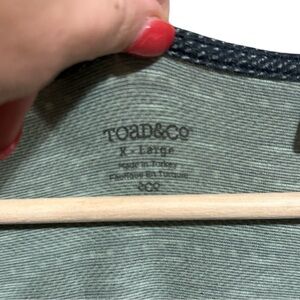 TOAD&CO
X - Large
Made in Turkey
Fabriqué En Turquie